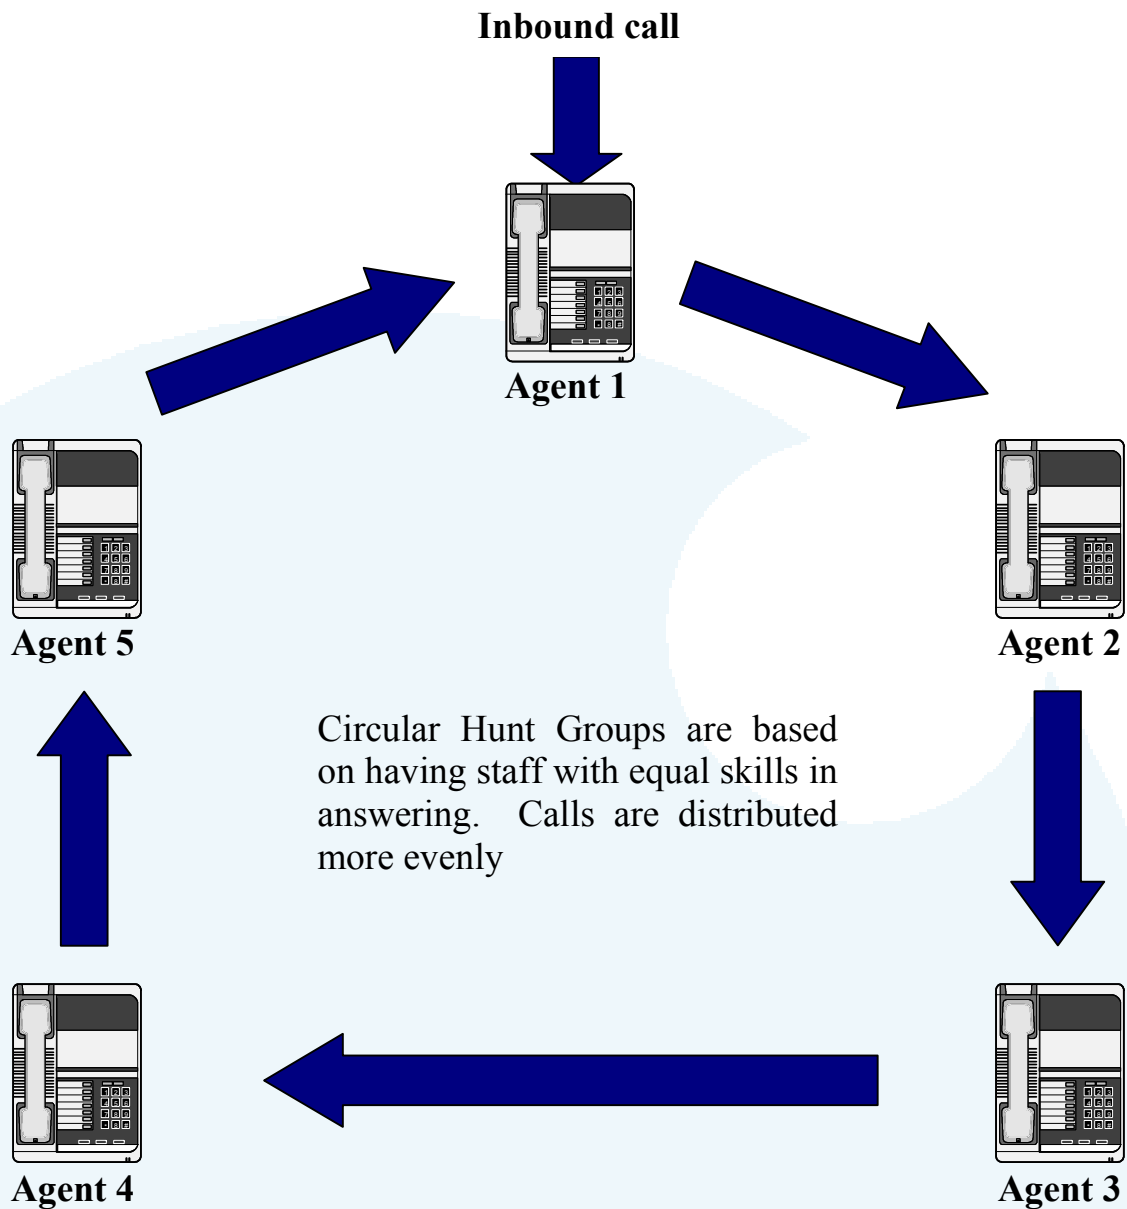 Inbound call
Agent 1
Agent 5
Agent 2
Circular Hunt Groups are based
on having staff with equal skills in
answering. Calls are distributed
more evenly
Agent 4
Agent 3